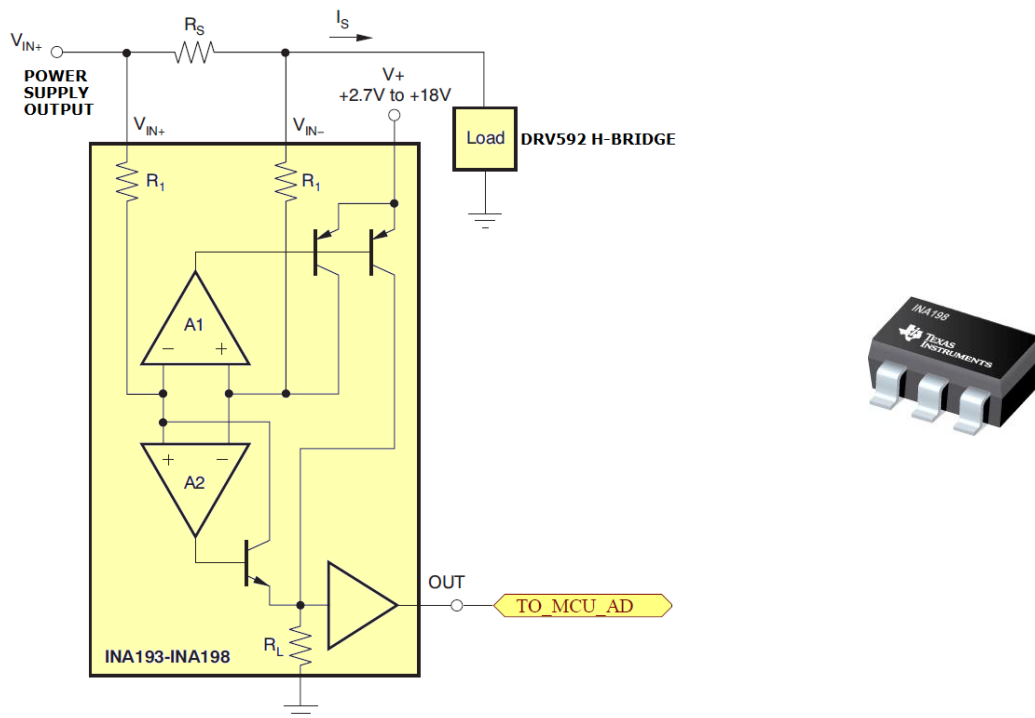 R_S
I_S
V_IN+
POWER
SUPPLY
OUTPUT
V+
+2.7V to +18V
V_IN+
V_IN−
Load
DRV592 H-BRIDGE
R_1
R_1
A1
− +
+ −
A2
OUT
TO_MCU_AD
R_L
INA193-INA198
INA198
TEXAS
INSTRUMENTS